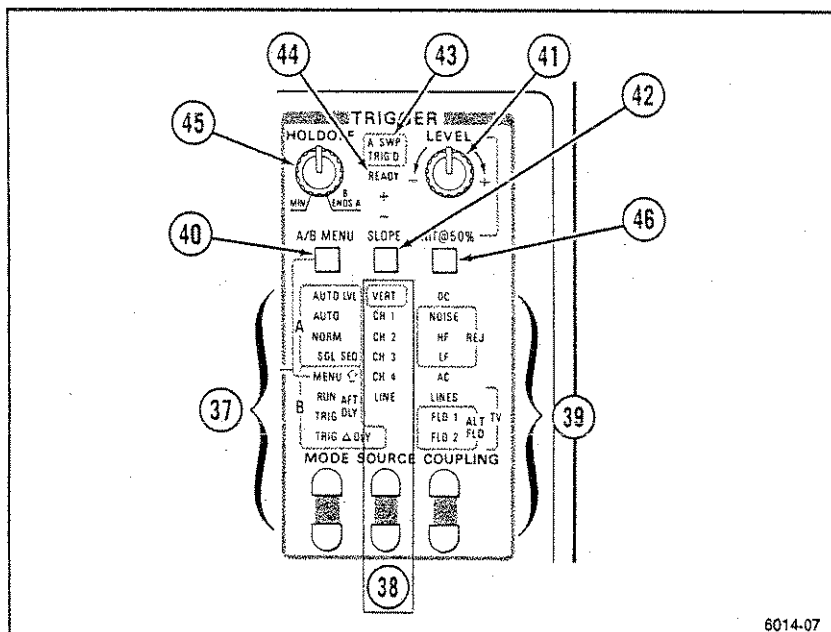 44
43
41
42
45
TRIGGER
HOLDOFF
A SWP
TRIG'D
LEVEL
READY
- +
+
-
MIN
B ENDS A
A/B MENU SLOPE INIT@50%
40
46
AUTO LVL VERT DC
AUTO CH 1 NOISE
A
NORM CH 2 HF REJ
SGL SEQ CH 3 LF
MENU CH 4 AC
RUN AFT LINE LINES
B
TRIG DLY FLD 1 ALT TV
TRIG Δ DLY FLD 2 FLD
37
39
MODE SOURCE COUPLING
38
6014-07